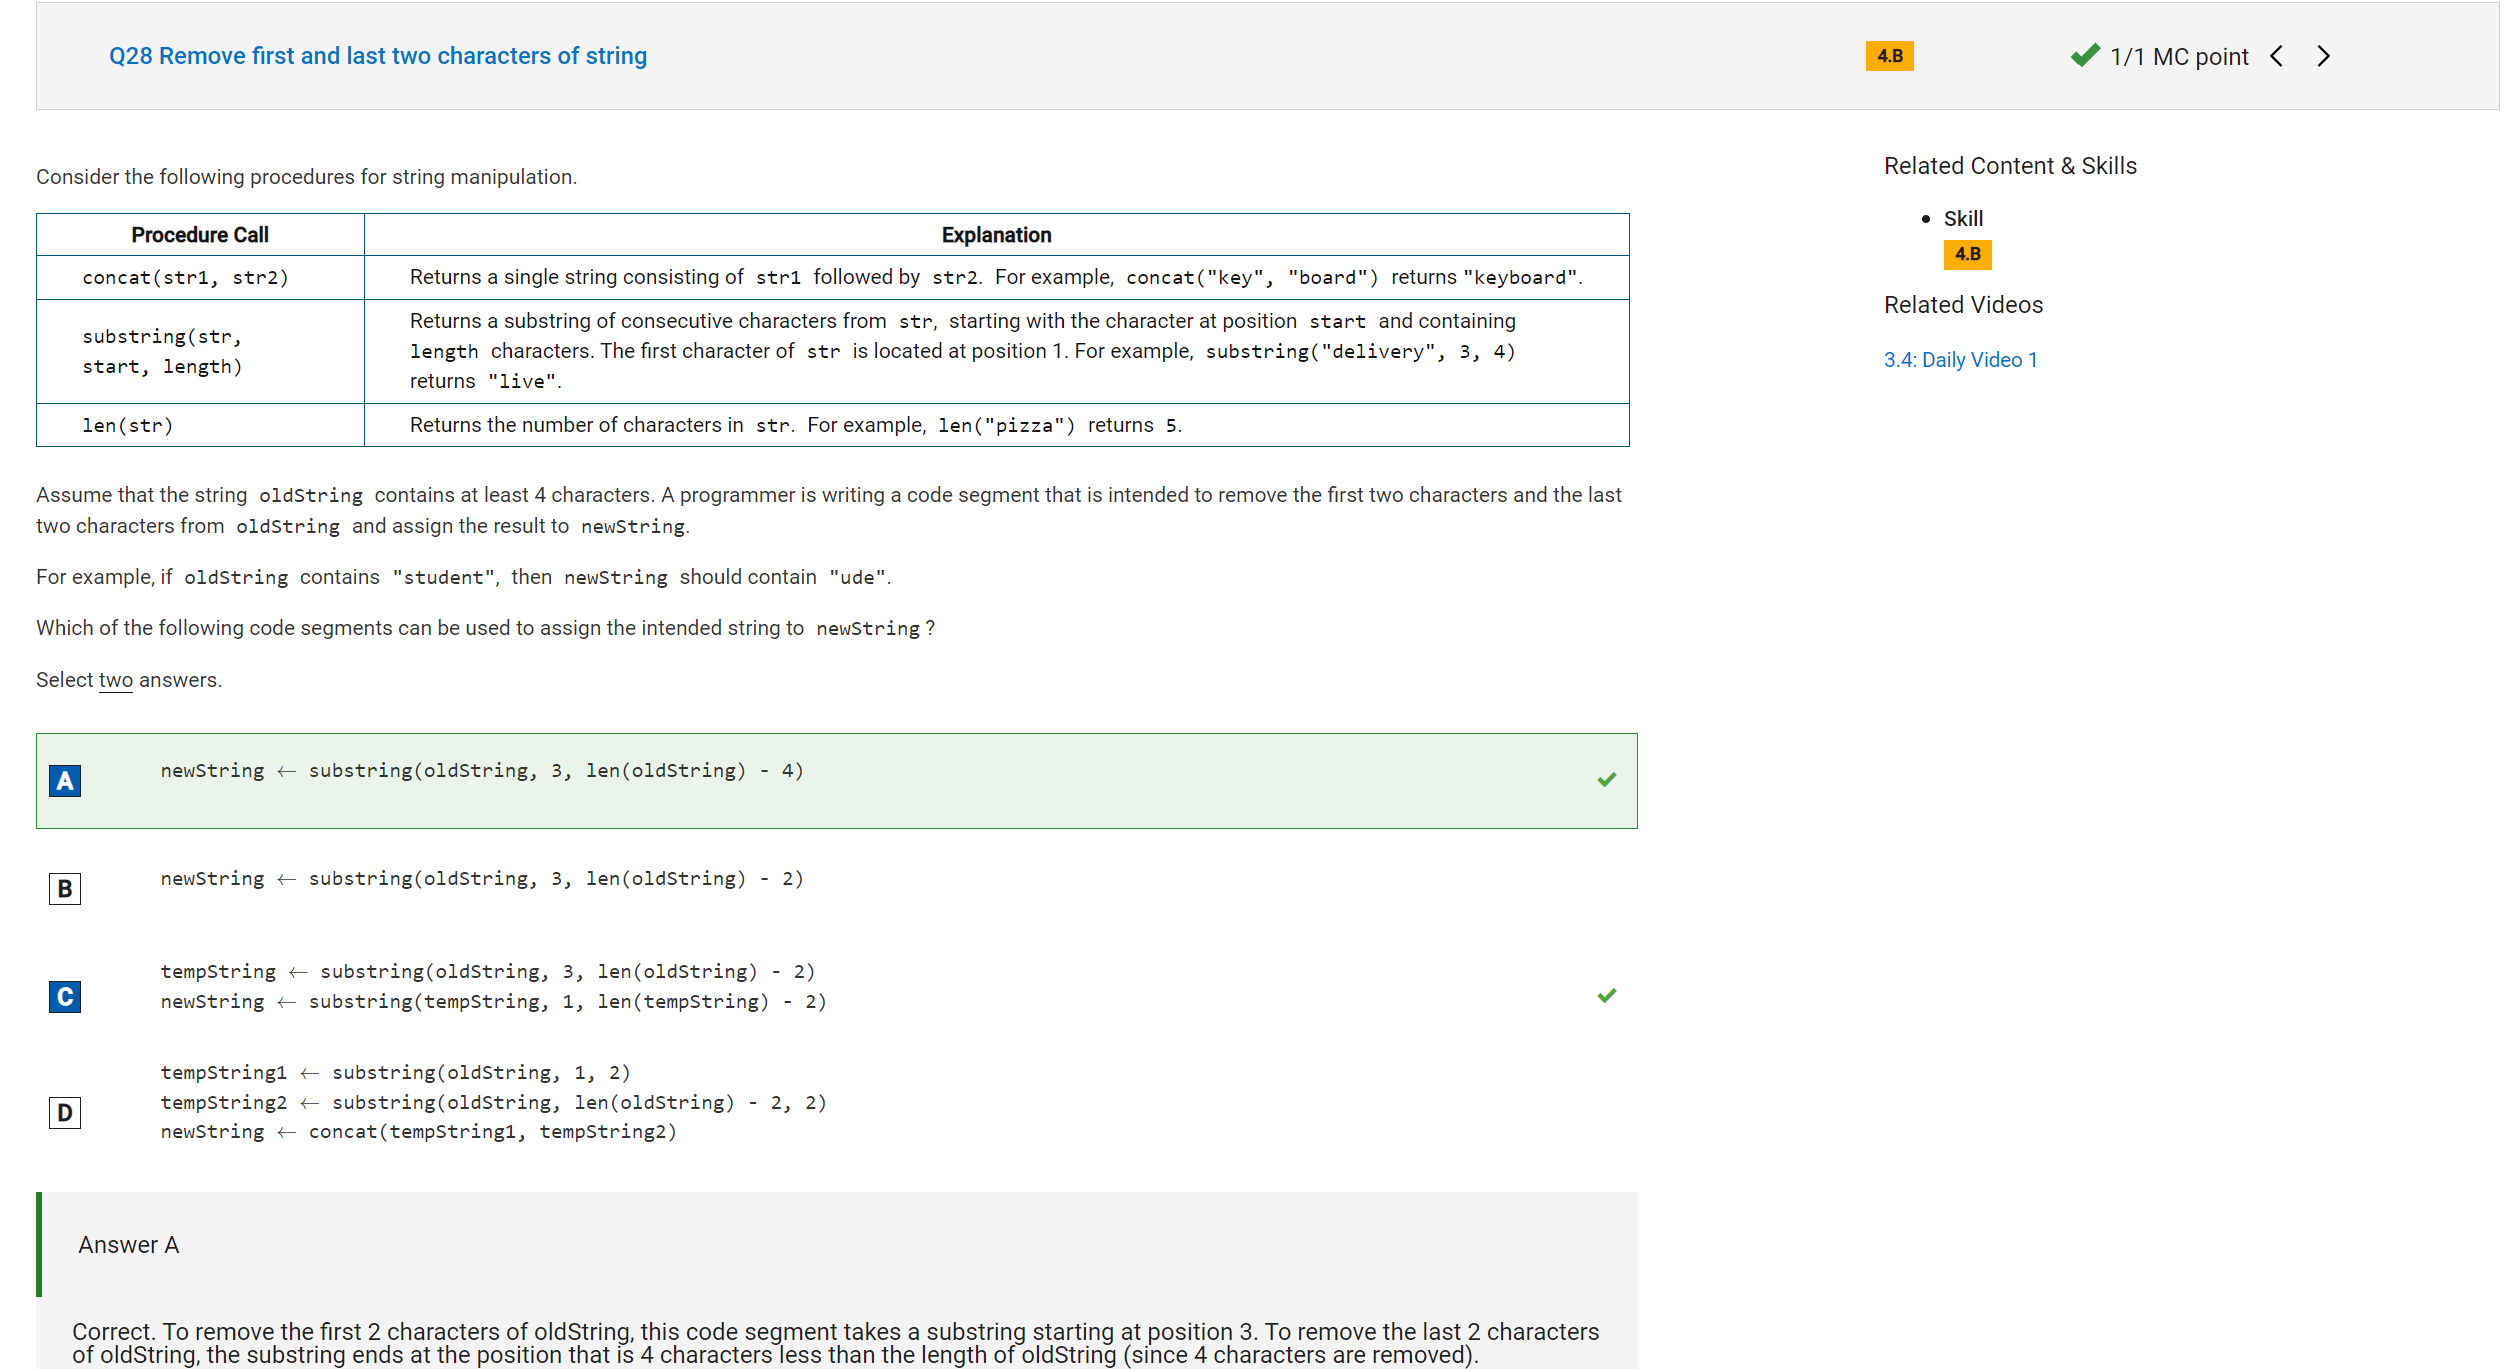 Q28 Remove first and last two characters of string
4.B
1/1 MC point
Consider the following procedures for string manipulation.
Procedure Call
Explanation
concat(str1, str2)
Returns a single string consisting of str1 followed by str2. For example, concat("key", "board") returns "keyboard".
substring(str,
start, length)
Returns a substring of consecutive characters from str, starting with the character at position start and containing
length characters. The first character of str is located at position 1. For example, substring("delivery", 3, 4)
returns "live".
len(str)
Returns the number of characters in str. For example, len("pizza") returns 5.
Assume that the string oldString contains at least 4 characters. A programmer is writing a code segment that is intended to remove the first two characters and the last
two characters from oldString and assign the result to newString.
For example, if oldString contains "student", then newString should contain "ude".
Which of the following code segments can be used to assign the intended string to newString ?
Select two answers.
A
newString ← substring(oldString, 3, len(oldString) - 4)
B
newString ← substring(oldString, 3, len(oldString) - 2)
C
tempString ← substring(oldString, 3, len(oldString) - 2)
newString ← substring(tempString, 1, len(tempString) - 2)
D
tempString1 ← substring(oldString, 1, 2)
tempString2 ← substring(oldString, len(oldString) - 2, 2)
newString ← concat(tempString1, tempString2)
Answer A
Correct. To remove the first 2 characters of oldString, this code segment takes a substring starting at position 3. To remove the last 2 characters
of oldString, the substring ends at the position that is 4 characters less than the length of oldString (since 4 characters are removed).
Related Content & Skills
• Skill
4.B
Related Videos
3.4: Daily Video 1